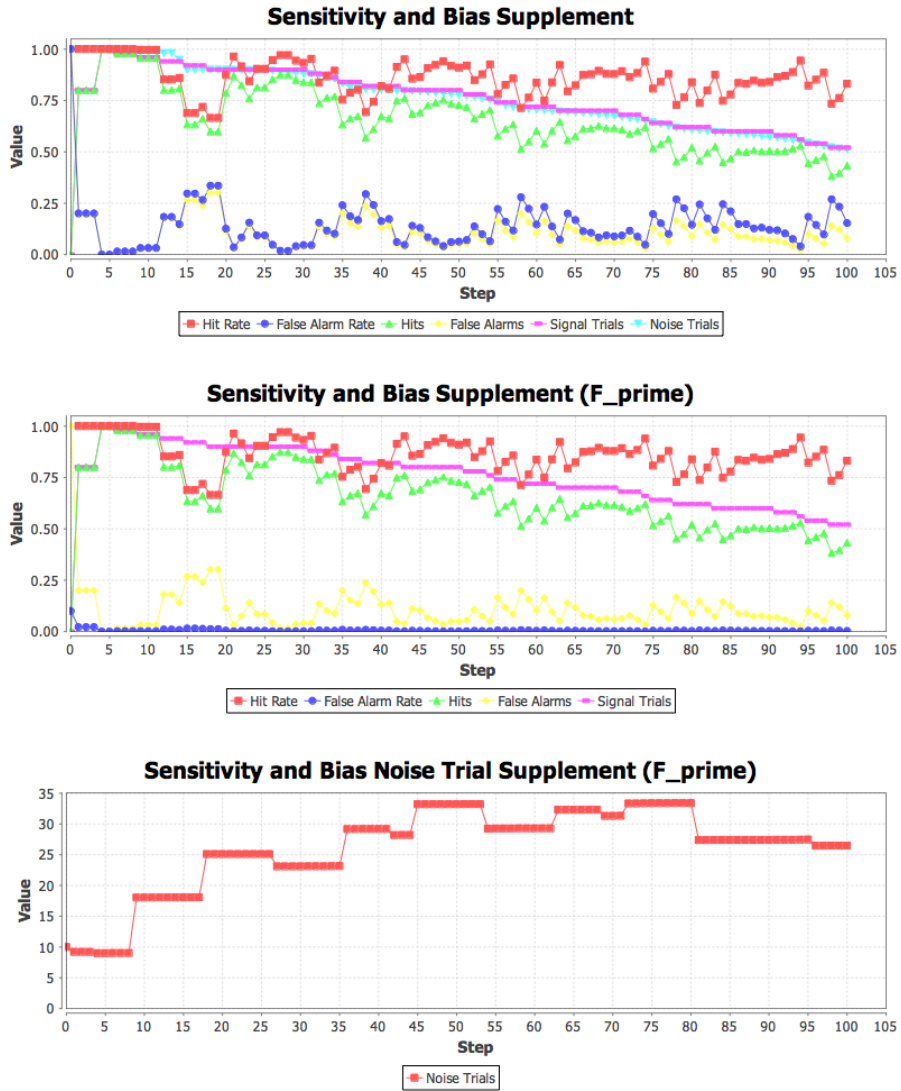 Sensitivity and Bias Supplement
1.00
0.75
0.50
0.25
0.00
Value
0 5 10 15 20 25 30 35 40 45 50 55 60 65 70 75 80 85 90 95 100 105
Step
Hit Rate False Alarm Rate Hits False Alarms Signal Trials Noise Trials
Sensitivity and Bias Supplement (F_prime)
1.00
0.75
0.50
0.25
0.00
Value
0 5 10 15 20 25 30 35 40 45 50 55 60 65 70 75 80 85 90 95 100 105
Step
Hit Rate False Alarm Rate Hits False Alarms Signal Trials
Sensitivity and Bias Noise Trial Supplement (F_prime)
35
30
25
20
15
10
5
0
Value
0 5 10 15 20 25 30 35 40 45 50 55 60 65 70 75 80 85 90 95 100 105
Step
Noise Trials